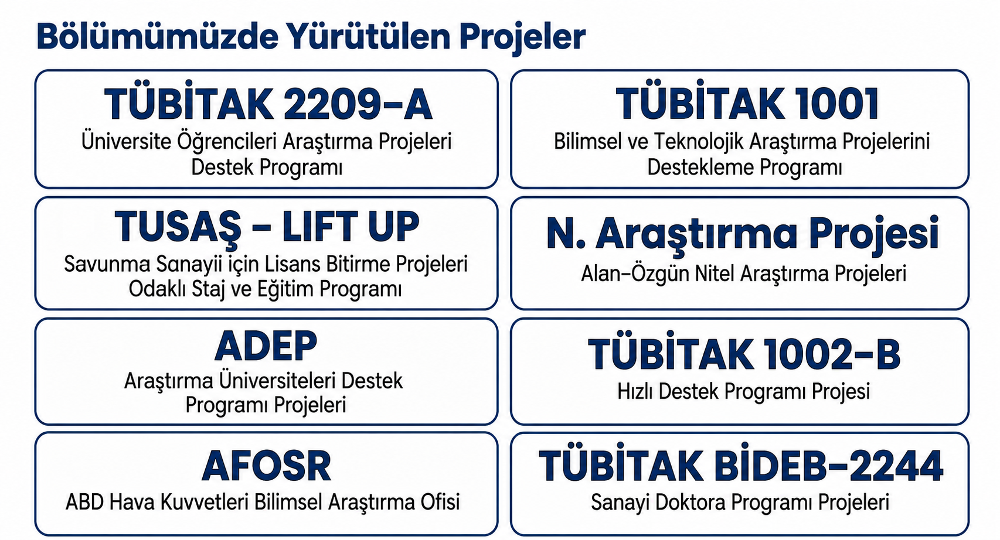 Bölümümüzde Yürütülen Projeler
TÜBİTAK 2209-A
Üniversite Öğrencileri Araştırma Projeleri
Destek Programı
TÜBİTAK 1001
Bilimsel ve Teknolojik Araştırma Projelerini
Destekleme Programı
TUSAŞ - LIFT UP
Savunma Sanayii için Lisans Bitirme Projeleri
Odaklı Staj ve Eğitim Programı
N. Araştırma Projesi
Alan-Özgün Nitel Araştırma Projeleri
ADEP
Araştırma Üniversiteleri Destek
Programı Projeleri
TÜBİTAK 1002-B
Hızlı Destek Programı Projesi
AFOSR
ABD Hava Kuvvetleri Bilimsel Araştırma Ofisi
TÜBİTAK BİDEB-2244
Sanayi Doktora Programı Projeleri